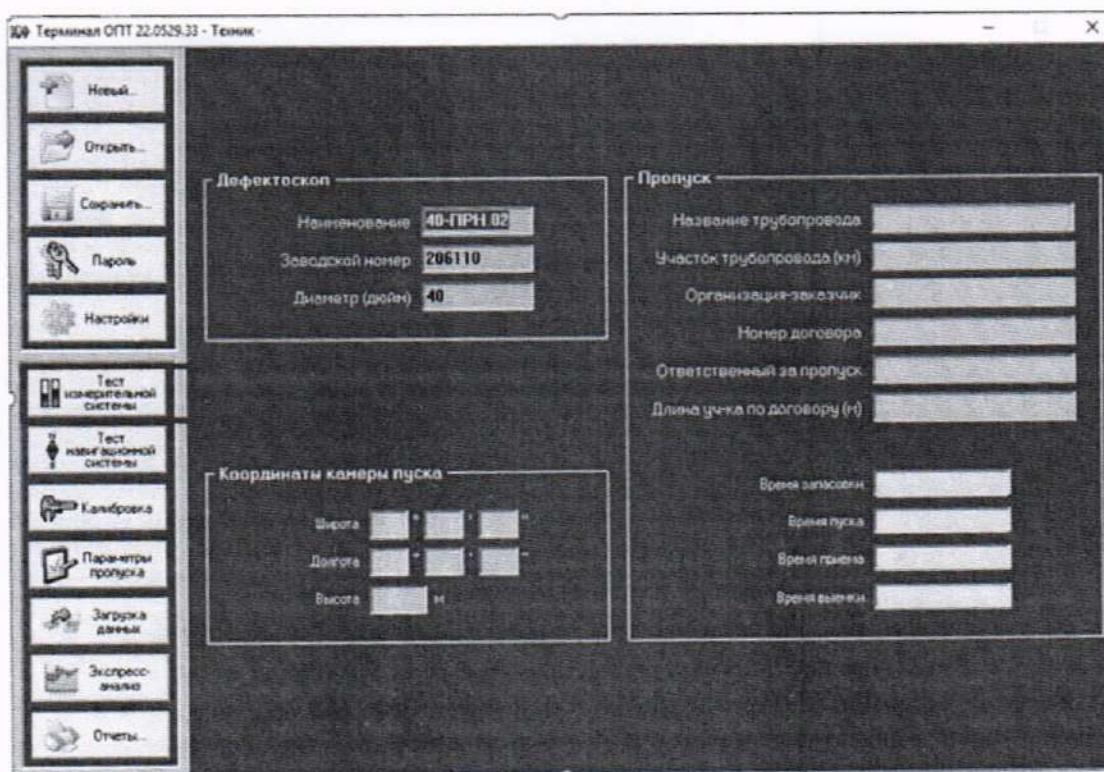 Терминал ОПТ 22.0529.33 - Техник
Новый...
Открыть...
Сохранить...
Пароль
Настройки
Тест
измерительной
системы
Тест
навигационной
системы
Калибровка
Параметры
пропуска
Загрузка
данных
Экспресс-
анализ
Отчеты...
Дефектоскоп
Наименование 40-ПРН.02
Заводской номер 206110
Диаметр (дюйм) 40
Координаты камеры пуска
Широта ° ' "
Долгота ° ' "
Высота м
Пропуск
Название трубопровода
Участок трубопровода (км)
Организация-заказчик
Номер договора
Ответственный за пропуск
Длина уч-ка по договору (м)
Время запасовки
Время пуска
Время приема
Время выемки